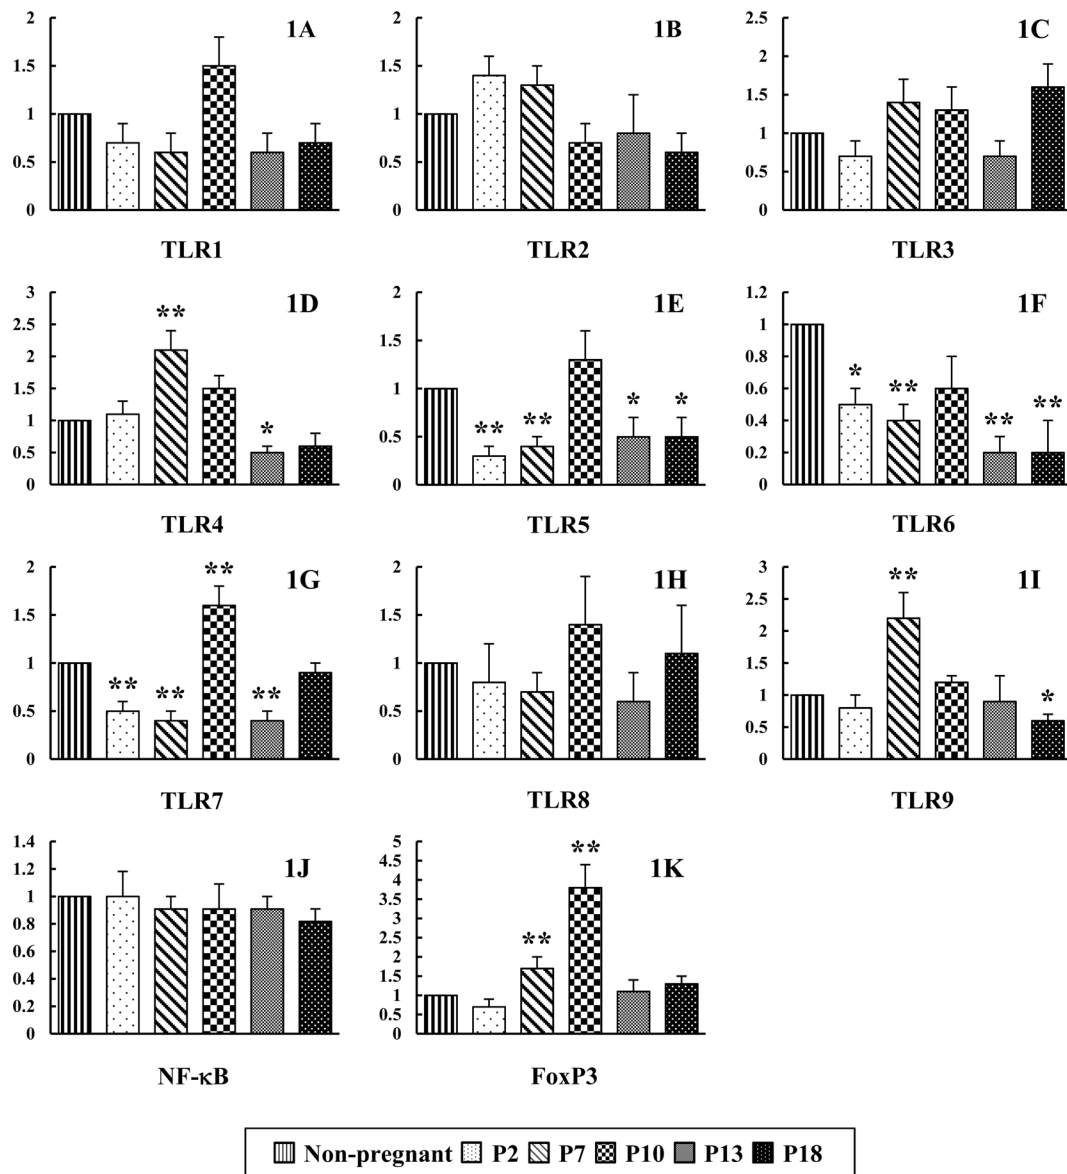 2
1.5
1
0.5
0
1A
TLR1
2
1.5
1
0.5
0
1B
TLR2
2.5
2
1.5
1
0.5
0
1C
TLR3
3
2.5
2
1.5
1
0.5
0
1D
**
*
TLR4
2
1.5
1
0.5
0
1E
** ** * *
TLR5
1.2
1
0.8
0.6
0.4
0.2
0
1F
* ** ** **
TLR6
2
1.5
1
0.5
0
1G
** ** ** **
TLR7
2
1.5
1
0.5
0
1H
TLR8
3
2.5
2
1.5
1
0.5
0
1I
**
*
TLR9
1.4
1.2
1
0.8
0.6
0.4
0.2
0
1J
NF-κB
5
4.5
4
3.5
3
2.5
2
1.5
1
0.5
0
1K
** **
FoxP3
Non-pregnant P2 P7 P10 P13 P18